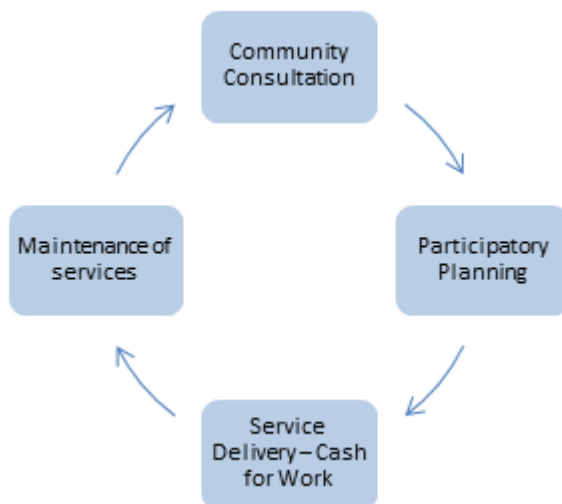 Community
Consultation
Participatory
Planning
Service
Delivery – Cash
for Work
Maintenance of
services